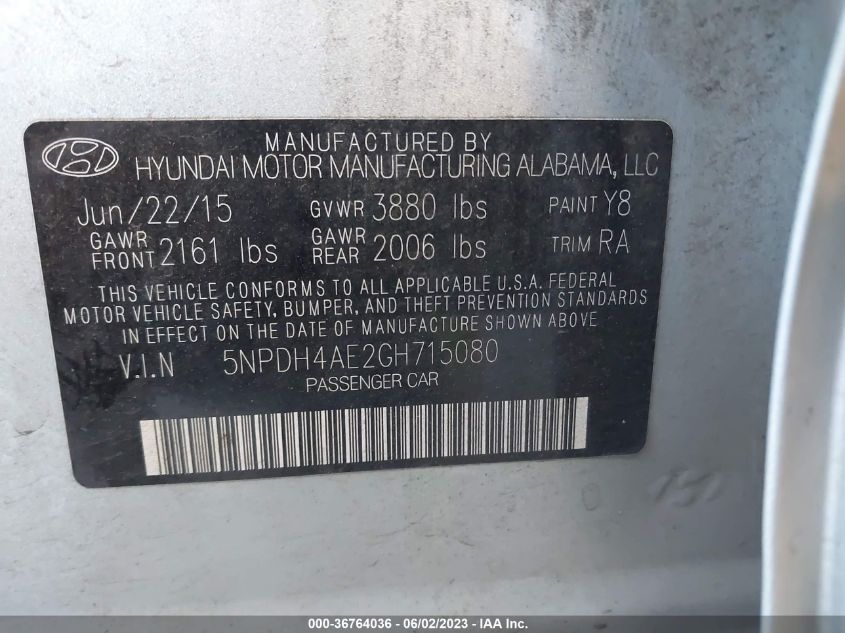 MANUFACTURED BY
HYUNDAI MOTOR MANUFACTURING ALABAMA, LLC
Jun/22/15 GVWR 3880 lbs PAINT Y8
GAWR FRONT 2161 lbs GAWR REAR 2006 lbs TRIM RA
THIS VEHICLE CONFORMS TO ALL APPLICABLE U.S.A. FEDERAL
MOTOR VEHICLE SAFETY, BUMPER, AND THEFT PREVENTION STANDARDS
IN EFFECT ON THE DATE OF MANUFACTURE SHOWN ABOVE.
V.I.N 5NPDH4AE2GH715080
PASSENGER CAR
000-36764036 - 06/02/2023 - IAA Inc.